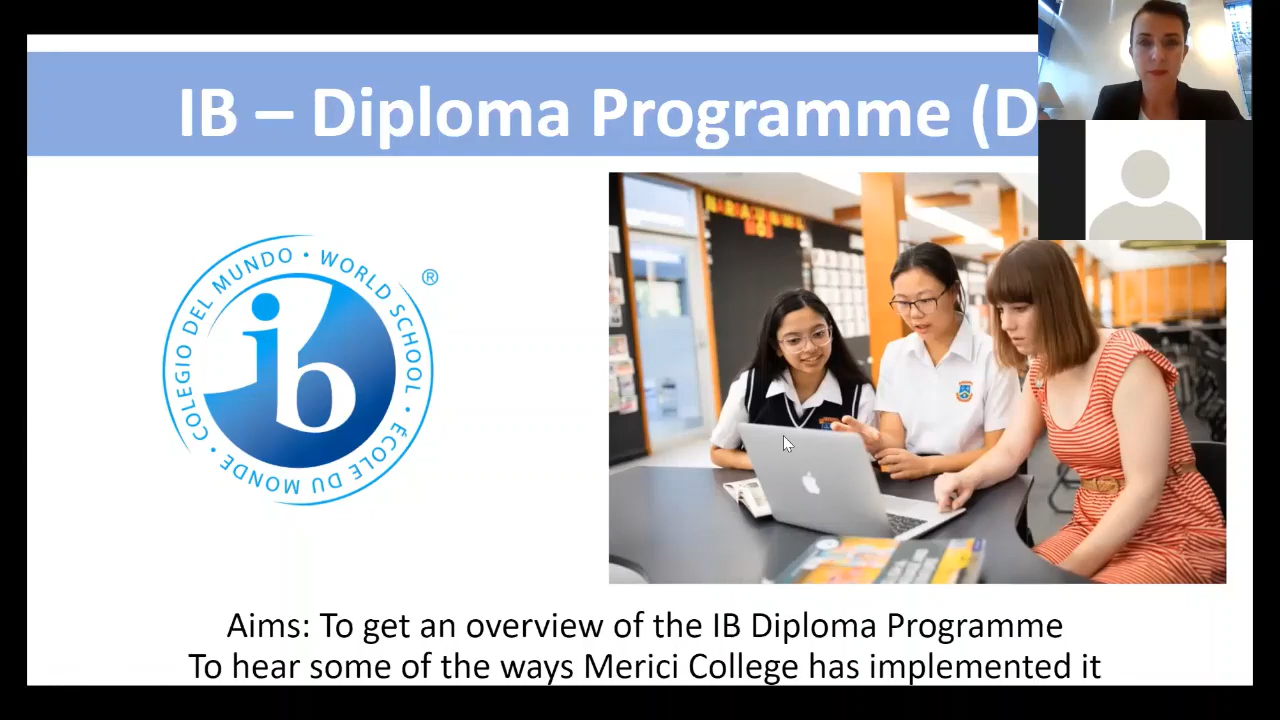 IB – Diploma Programme (D
COLEGIO DEL MUNDO • WORLD SCHOOL • ÉCOLE DU MONDE •
®
ib
Aims: To get an overview of the IB Diploma Programme
To hear some of the ways Merici College has implemented it